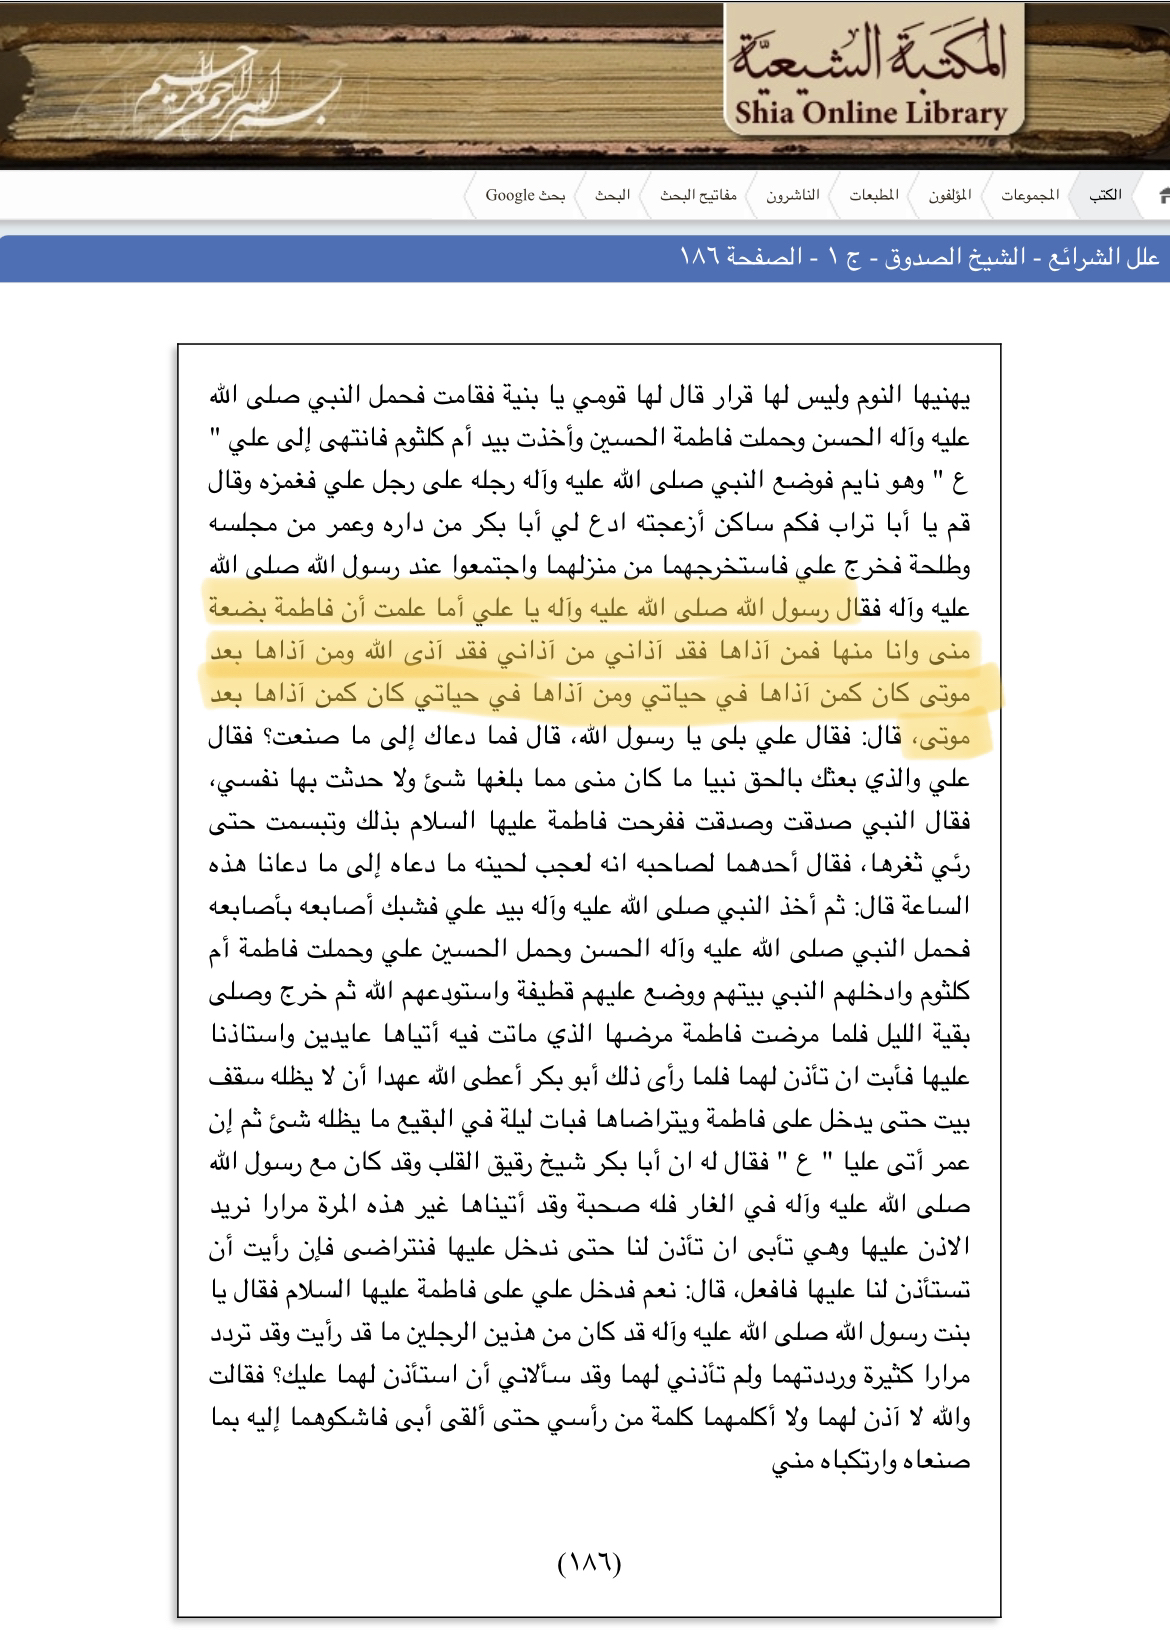 بسم الله الرحمن الرحيم
المكتبة الشيعية
Shia Online Library
الكتب
المجموعات
المؤلفون
المطبعات
الناشرون
مفاتيح البحث
البحث
بحث Google
علل الشرائع - الشيخ الصدوق - ج ١ - الصفحة ١٨٦
يهنيها النوم وليس لها قرار قال لها قومي يا بنية فقامت فحمل النبي صلى الله
عليه وآله الحسن وحملت فاطمة الحسين وأخذت بيد أم كلثوم فانتهى إلى علي "
ع " وهو نايم فوضع النبي صلى الله عليه وآله رجله على رجل علي فغمزه وقال
قم يا أبا تراب فكم ساكن أزعجته ادع لي أبا بكر من داره وعمر من مجلسه
وطلحة فخرج علي فاستخرجهما من منزلهما واجتمعوا عند رسول الله صلى الله
عليه وآله فقال رسول الله صلى الله عليه وآله يا علي أما علمت أن فاطمة بضعة
منى وانا منها فمن آذاها فقد آذاني من آذاني فقد آذى الله ومن آذاها بعد
موتى كان كمن آذاها في حياتي ومن آذاها في حياتي كان كمن آذاها بعد
موتى، قال: فقال علي بلى يا رسول الله، قال فما دعاك إلى ما صنعت؟ فقال
علي والذي بعثك بالحق نبيا ما كان منى مما بلغها شئ ولا حدثت بها نفسي،
فقال النبي صدقت وصدقت ففرحت فاطمة عليها السلام بذلك وتبسمت حتى
رئي ثغرها، فقال أحدهما لصاحبه انه لعجب لحينه ما دعاه إلى ما دعانا هذه
الساعة قال: ثم أخذ النبي صلى الله عليه وآله بيد علي فشبك أصابعه بأصابعه
فحمل النبي صلى الله عليه وآله الحسن وحمل الحسين علي وحملت فاطمة أم
كلثوم وادخلهم النبي بيتهم ووضع عليهم قطيفة واستودعهم الله ثم خرج وصلى
بقية الليل فلما مرضت فاطمة مرضها الذي ماتت فيه أتياها عايدين واستاذنا
عليها فأبت ان تأذن لهما فلما رأى ذلك أبو بكر أعطى الله عهدا أن لا يظله سقف
بيت حتى يدخل على فاطمة ويتراضاها فبات ليلة في البقيع ما يظله شئ ثم إن
عمر أتى عليا " ع " فقال له ان أبا بكر شيخ رقيق القلب وقد كان مع رسول الله
صلى الله عليه وآله في الغار فله صحبة وقد أتيناها غير هذه المرة مرارا نريد
الاذن عليها وهي تأبى ان تأذن لنا حتى ندخل عليها فنتراضى فإن رأيت أن
تستأذن لنا عليها فافعل، قال: نعم فدخل علي على فاطمة عليها السلام فقال يا
بنت رسول الله صلى الله عليه وآله قد كان من هذين الرجلين ما قد رأيت وقد تردد
مرارا كثيرة ورددتهما ولم تأذني لهما وقد سألاني أن استأذن لهما عليك؟ فقالت
والله لا آذن لهما ولا أكلمهما كلمة من رأسي حتى ألقى أبى فاشكوهما إليه بما
صنعاه وارتكباه مني
(١٨٦)